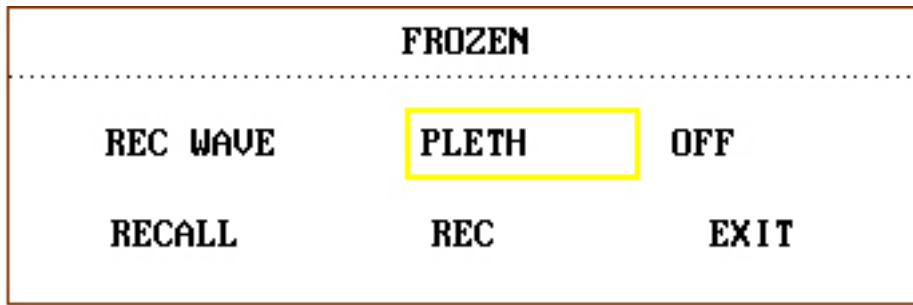 FROZEN
REC WAVE PLETH OFF
RECALL REC EXIT